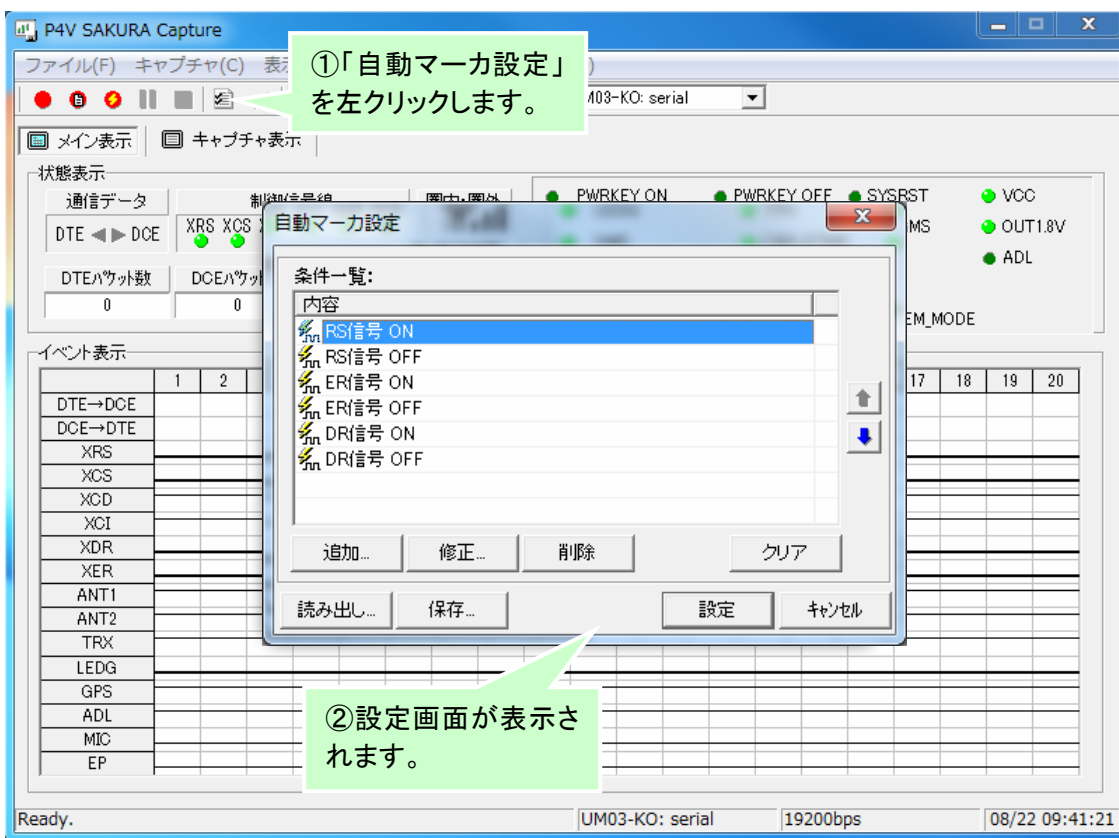 P4V SAKURA Capture
ファイル(F) キャプチャ(C)
①「自動マーカ設定」
を左クリックします。
UM03-KO: serial
メイン表示 キャプチャ表示
状態表示
通信データ 制御信号線 圏内・圏外
PWRKEY ON PWRKEY OFF SYSRST VCC
DTE DCE XRS XCS
OUT1.8V
ADL
DTEパケット数
0 0
EM_MODE
自動マーカ設定
条件一覧:
内容
RS信号 ON
RS信号 OFF
ER信号 ON
ER信号 OFF
DR信号 ON
DR信号 OFF
追加... 修正... 削除 クリア
読み出し... 保存... 設定 キャンセル
イベント表示
1 2 17 18 19 20
DTE→DCE
DCE→DTE
XRS
XCS
XCD
XCI
XDR
XER
ANT1
ANT2
TRX
LEDG
GPS
ADL
MIC
EP
②設定画面が表示さ
れます。
Ready. UM03-KO: serial 19200bps 08/22 09:41:21